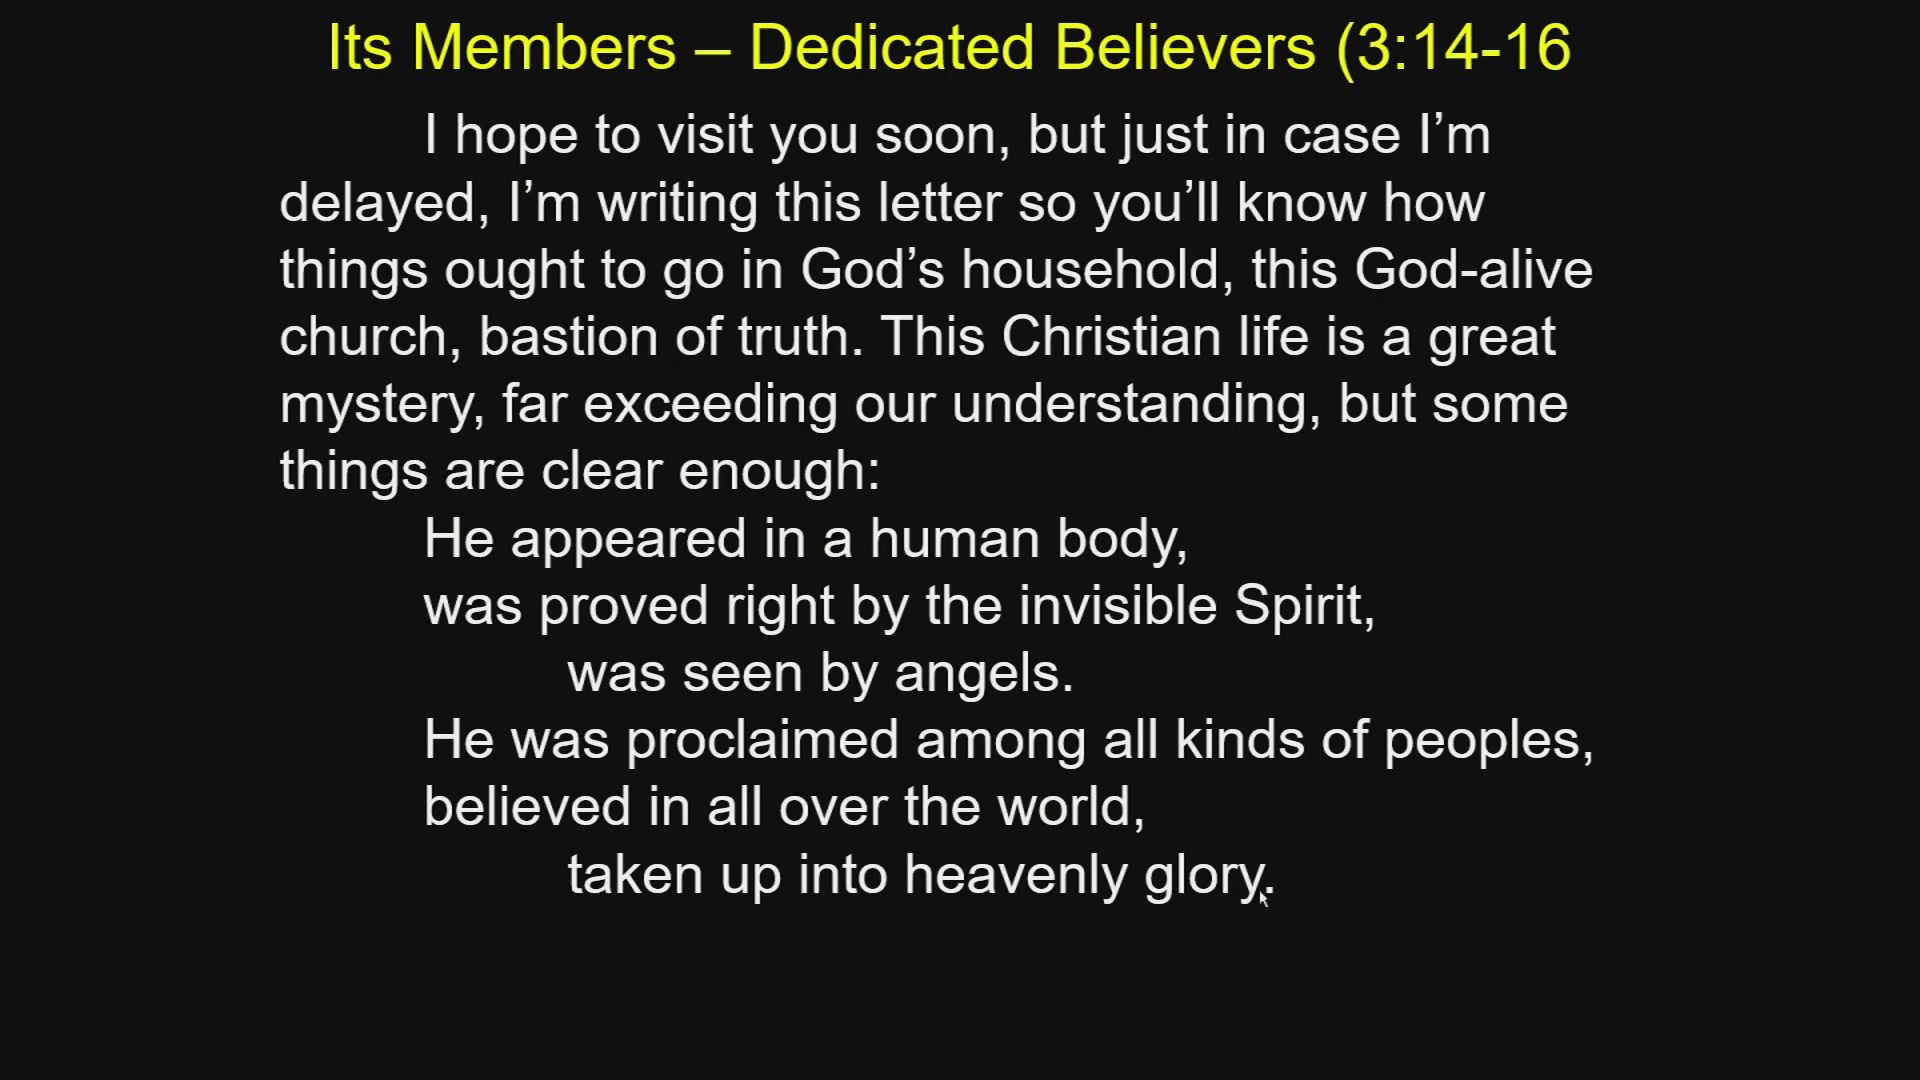 Its Members – Dedicated Believers (3:14-16
I hope to visit you soon, but just in case I’m
delayed, I’m writing this letter so you’ll know how
things ought to go in God’s household, this God-alive
church, bastion of truth. This Christian life is a great
mystery, far exceeding our understanding, but some
things are clear enough:
He appeared in a human body,
was proved right by the invisible Spirit,
was seen by angels.
He was proclaimed among all kinds of peoples,
believed in all over the world,
taken up into heavenly glory.